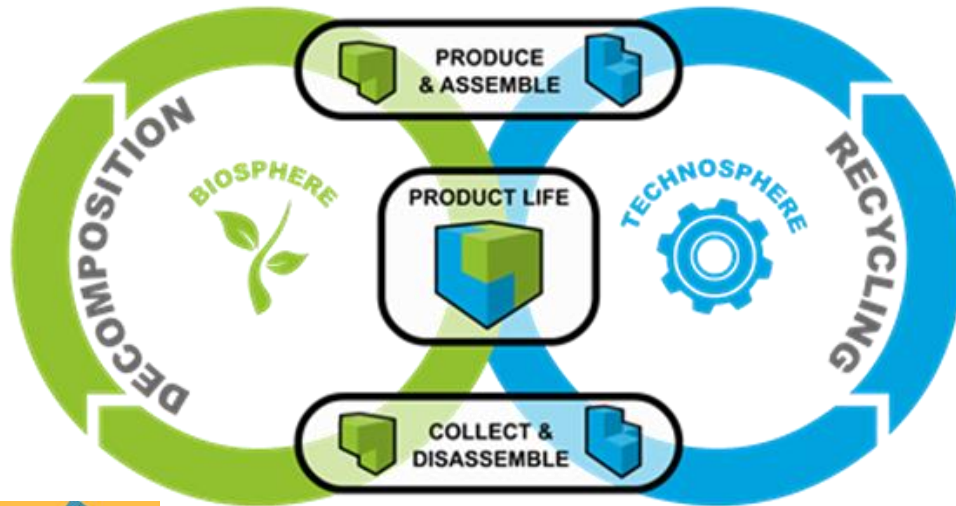 PRODUCE
& ASSEMBLE
DECOMPOSITION
BIOSPHERE
PRODUCT LIFE
TECHNOSPHERE
RECYCLING
COLLECT &
DISASSEMBLE